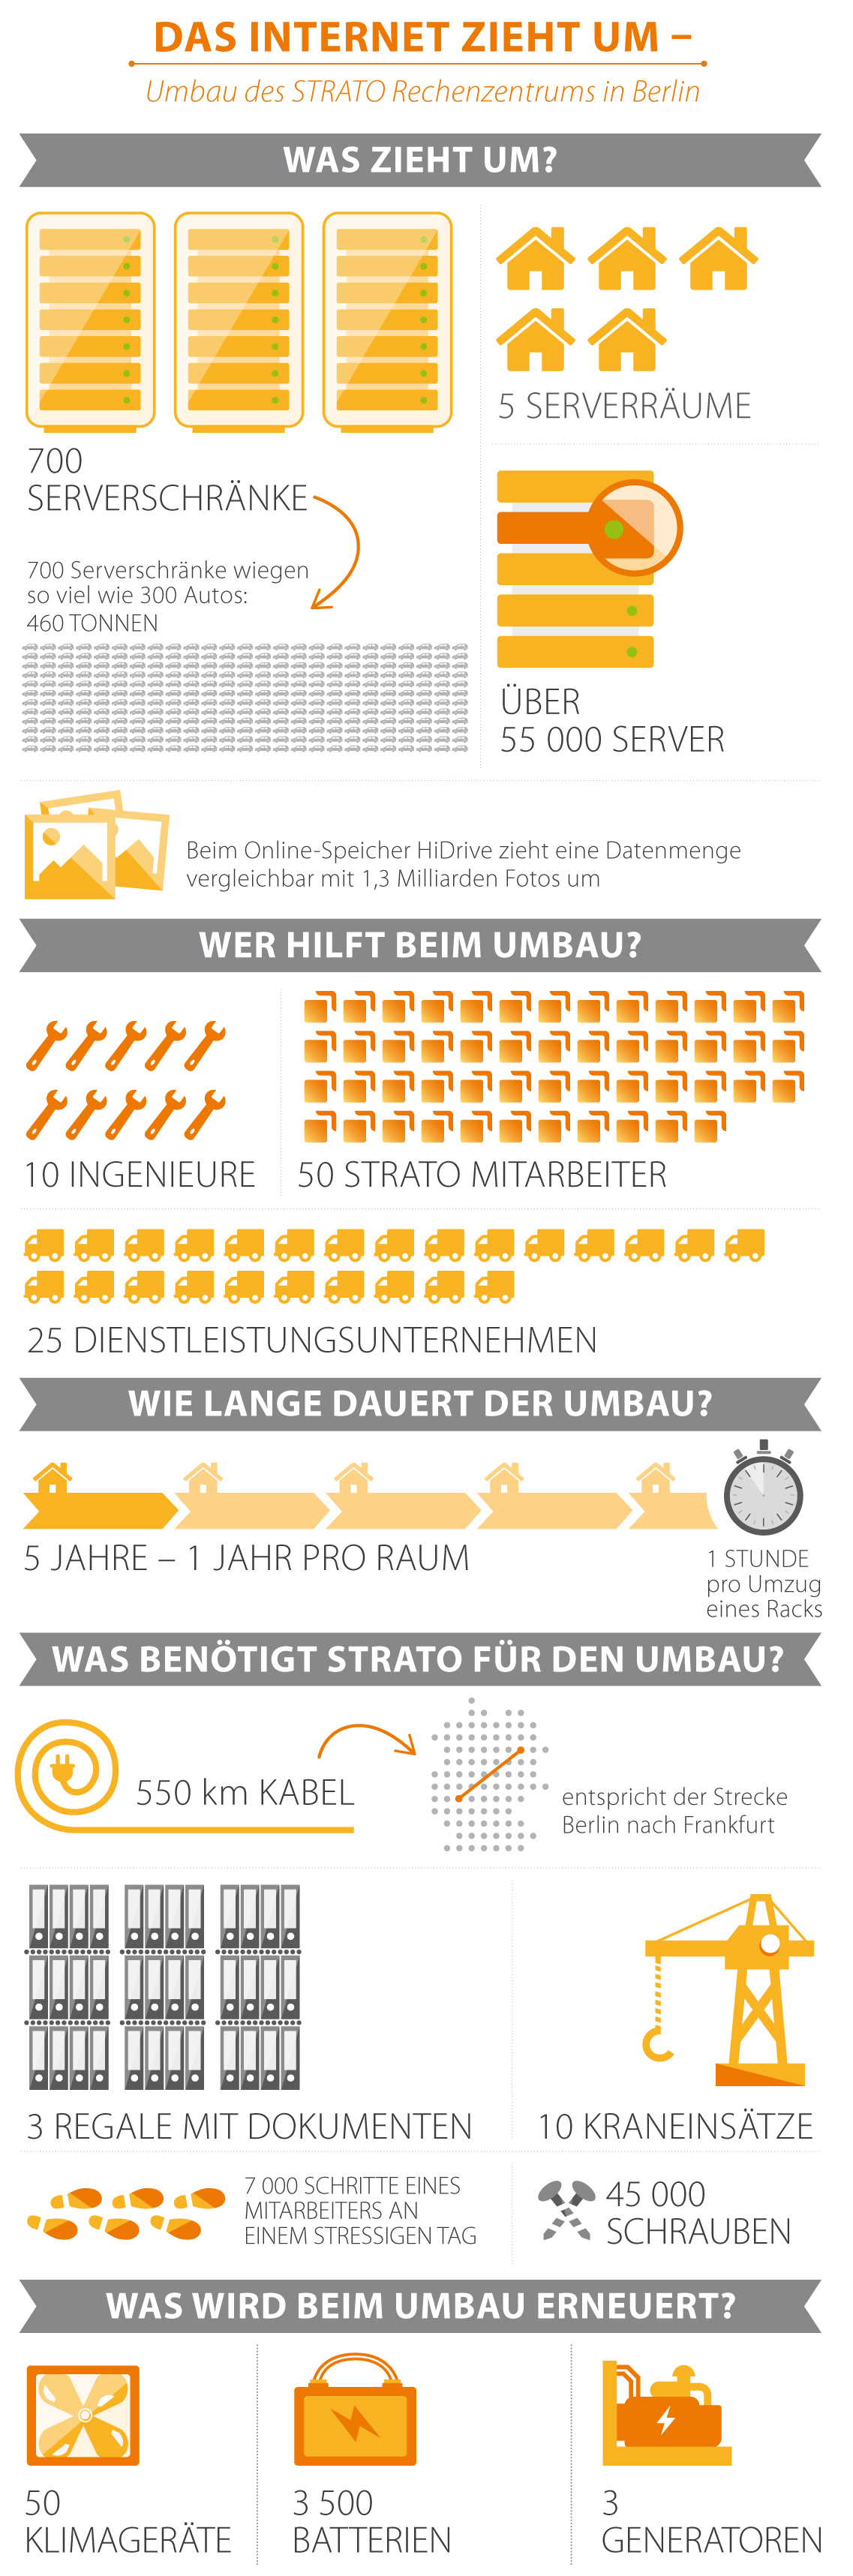 DAS INTERNET ZIEHT UM –
Umbau des STRATO Rechenzentrums in Berlin
WAS ZIEHT UM?
700
SERVERSCHRÄNKE
700 Serverschränke wiegen
so viel wie 300 Autos:
460 TONNEN
5 SERVERRÄUME
ÜBER
55 000 SERVER
Beim Online-Speicher HiDrive zieht eine Datenmenge
vergleichbar mit 1,3 Milliarden Fotos um
WER HILFT BEIM UMBAU?
10 INGENIEURE
50 STRATO MITARBEITER
25 DIENSTLEISTUNGSUNTERNEHMEN
WIE LANGE DAUERT DER UMBAU?
5 JAHRE – 1 JAHR PRO RAUM
1 STUNDE
pro Umzug
eines Racks
WAS BENÖTIGT STRATO FÜR DEN UMBAU?
550 km KABEL
entspricht der Strecke
Berlin nach Frankfurt
3 REGALE MIT DOKUMENTEN
10 KRANEINSÄTZE
7 000 SCHRITTE EINES
MITARBEITERS AN
EINEM STRESSIGEN TAG
45 000
SCHRAUBEN
WAS WIRD BEIM UMBAU ERNEUERT?
50
KLIMAGERÄTE
3 500
BATTERIEN
3
GENERATOREN